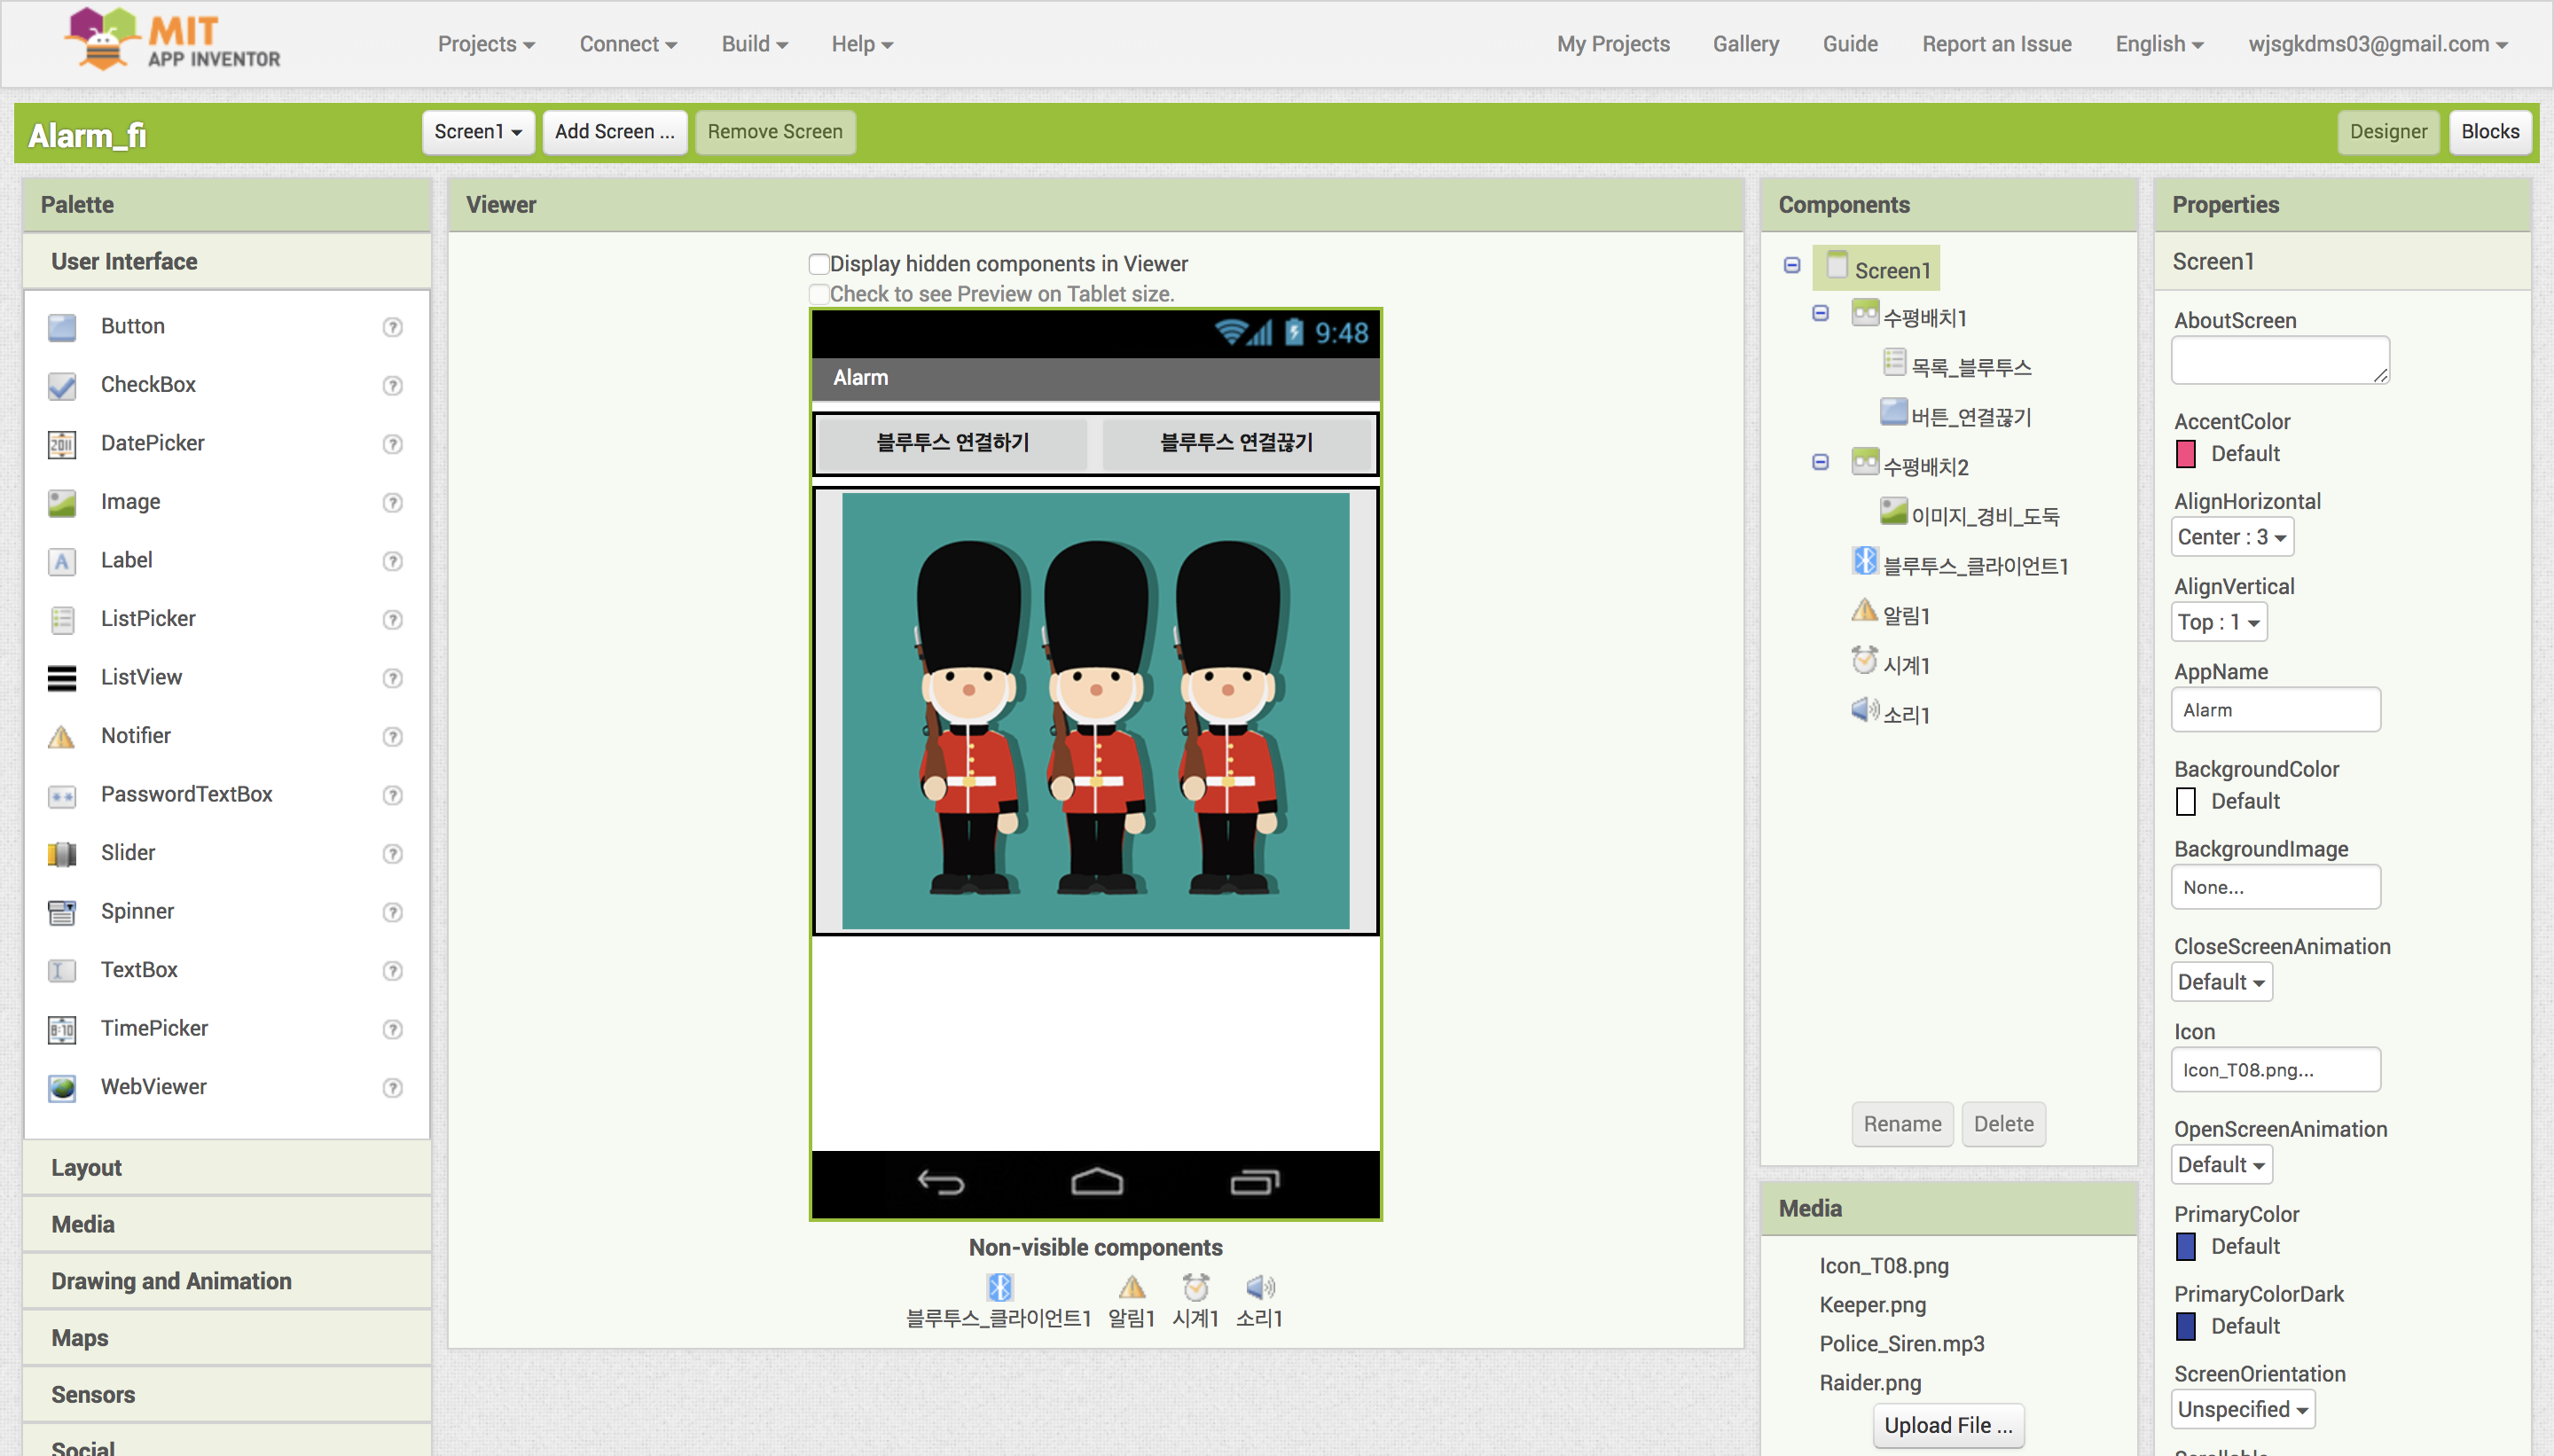 MIT
APP INVENTOR
Projects
Connect
Build
Help
My Projects
Gallery
Guide
Report an Issue
English
wjsgkdms03@gmail.com
Alarm_fi
Screen1
Add Screen ...
Remove Screen
Designer
Blocks
Palette
User Interface
Button
CheckBox
DatePicker
Image
Label
ListPicker
ListView
Notifier
PasswordTextBox
Slider
Spinner
TextBox
TimePicker
WebViewer
Layout
Media
Drawing and Animation
Maps
Sensors
Social
Viewer
Display hidden components in Viewer
Check to see Preview on Tablet size.
9:48
Alarm
블루투스 연결하기
블루투스 연결끊기
Non-visible components
블루투스_클라이언트1
알림1
시계1
소리1
Components
Screen1
수평배치1
목록_블루투스
버튼_연결끊기
수평배치2
이미지_경비_도둑
블루투스_클라이언트1
알림1
시계1
소리1
Rename
Delete
Media
Icon_T08.png
Keeper.png
Police_Siren.mp3
Raider.png
Upload File ...
Properties
Screen1
AboutScreen
AccentColor
Default
AlignHorizontal
Center : 3
AlignVertical
Top : 1
AppName
Alarm
BackgroundColor
Default
BackgroundImage
None...
CloseScreenAnimation
Default
Icon
Icon_T08.png...
OpenScreenAnimation
Default
PrimaryColor
Default
PrimaryColorDark
Default
ScreenOrientation
Unspecified